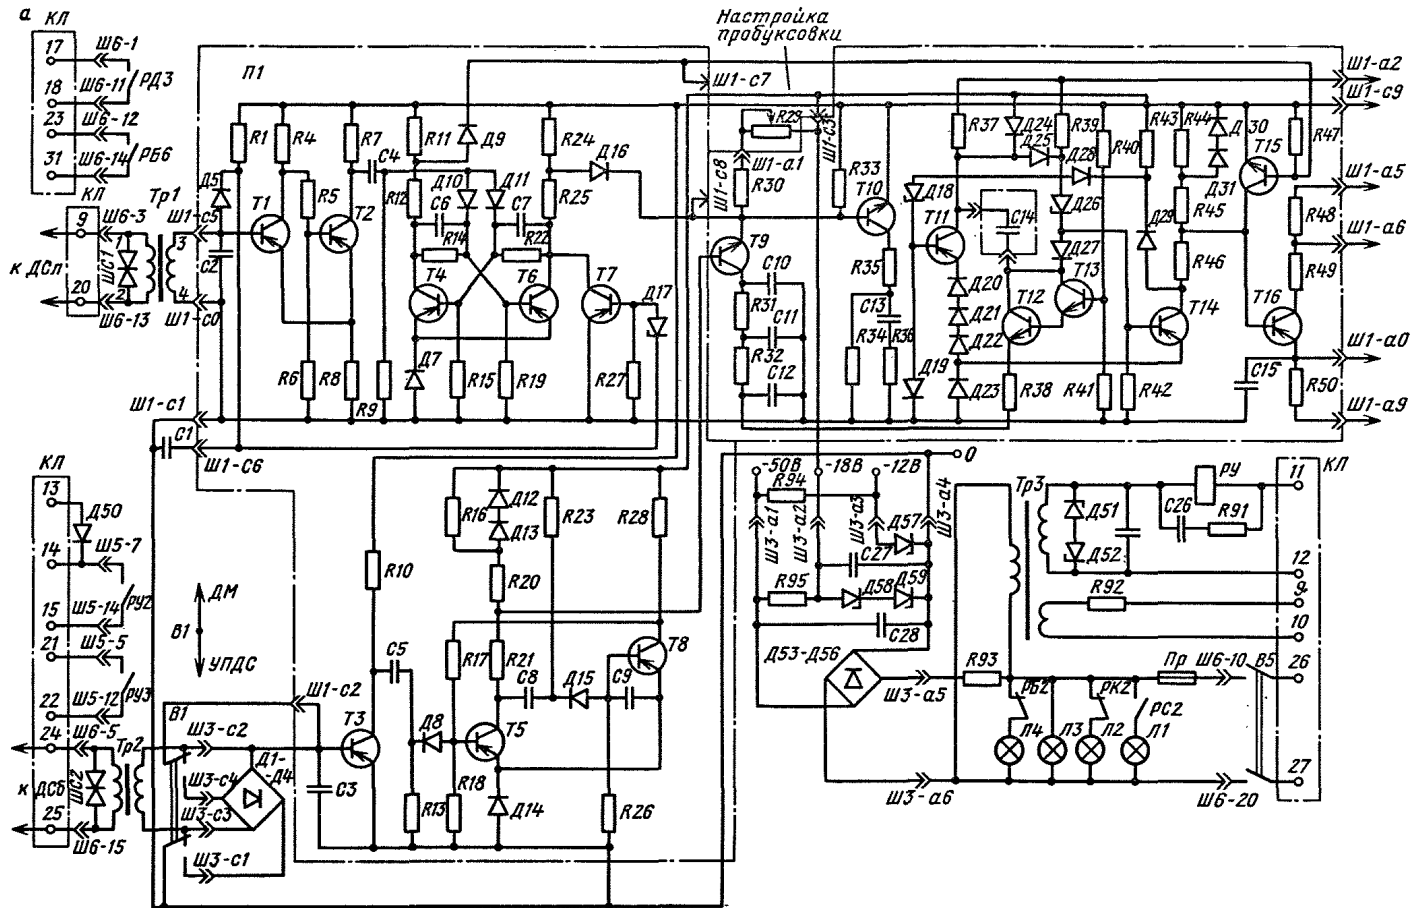 а
КЛ
17
Ш6-1
18
Ш6-11
РД3
23
Ш6-12
31
Ш6-14
РБ6
КЛ
9
Ш6-3
к ДСл
20
Ш6-13
ШС1
1
2
Тр1
3
4
Ш1-с5
Ш1-с0
Ш1-с1
Ш1-с6
С1
П1
R1
R4
R7
R11
Д9
R24
Д16
Д5
С4
R5
R12
Д10
Д11
R25
С6
С7
Т1
Т2
R14
R22
С2
Т4
Т6
Т7
Д17
R6
R8
R9
Д7
R15
R19
R27
Настройка
пробуксовки
Ш1-с7
R29
Ш1-с3
Ш1-а1
Ш1-с8
R30
R33
Т9
Т10
С10
R31
С11
R32
С12
R35
С13
R34
R36
Д18
Д19
R37
Д24
Д25
R39
Д28
R40
R43
R44
Д30
Д31
Т15
R47
Т11
С14
Д26
Д27
Д29
R45
R46
R48
R49
Д20
Д21
Д22
Д23
Т12
Т13
Т14
Т16
R38
R41
R42
С15
R50
Ш1-а2
Ш1-с9
Ш1-а5
Ш1-а6
Ш1-а0
Ш1-а9
КЛ
13
Д50
14
Ш5-7
15
Ш5-14
РУ2
21
Ш5-5
22
Ш5-12
РУ3
24
Ш6-5
к ДСб
25
Ш6-15
ШС2
Тр2
ДМ
В1
УПДС
В1
Ш1-с2
Ш3-с2
Ш3-с4
Ш3-с3
Ш3-с1
Д1-
-Д4
С3
Т3
R10
С5
R13
Д8
R16
Д12
Д13
R20
R23
R28
R17
R21
С8
Д15
С9
Т8
Т5
R18
Д14
R26
-50В
-18В
-12В
0
R94
Ш3-а1
Ш3-а2
Ш3-а3
Ш3-а4
Д57
С27
R95
Д58
Д59
С28
Д53-Д56
Ш3-а5
Ш3-а6
R93
Тр3
Д51
Д52
С26
R91
РУ
R92
КЛ
11
12
9
10
26
27
Пр
Ш6-10
В5
Ш6-20
РБ2
РК2
РС2
Л4
Л3
Л2
Л1